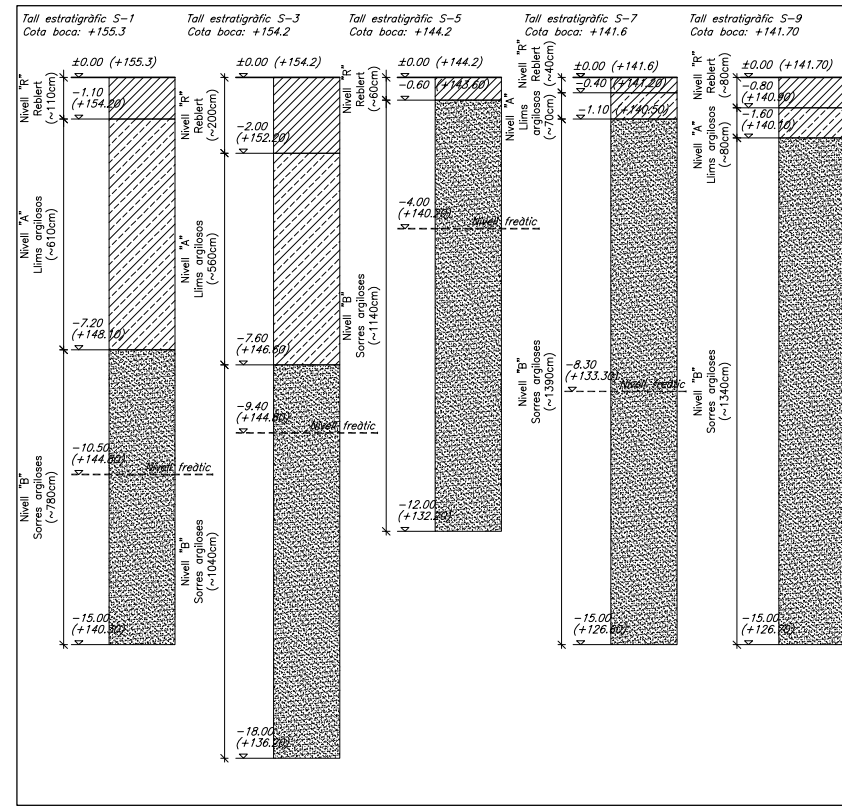 Tall estratigràfic S-1
Cota boca: +155.3
±0.00 (+155.3)
Nivell "R"
Reblert
(~110cm)
-1.10
(+154.20)
Nivell "A"
Llims argilosos
(~610cm)
-7.20
(+148.10)
-10.50
(+144.80)
Nivell freàtic
Nivell "B"
Sorres argiloses
(~780cm)
-15.00
(+140.30)
Tall estratigràfic S-3
Cota boca: +154.2
±0.00 (+154.2)
Nivell "R"
Reblert
(~200cm)
-2.00
(+152.20)
Nivell "A"
Llims argilosos
(~560cm)
-7.60
(+146.60)
-9.40
(+144.80)
Nivell freàtic
Nivell "B"
Sorres argiloses
(~1040cm)
-18.00
(+136.20)
Tall estratigràfic S-5
Cota boca: +144.2
±0.00 (+144.2)
Nivell "R"
Reblert
(~60cm)
-0.60 (+143.60)
-4.00
(+140.20)
Nivell freàtic
Nivell "B"
Sorres argiloses
(~1140cm)
-12.00
(+132.20)
Tall estratigràfic S-7
Cota boca: +141.6
±0.00 (+141.6)
Nivell "R"
Reblert
(~40cm)
-0.40 (+141.20)
Nivell "A"
Llims argilosos
(~70cm)
-1.10 (+140.50)
-8.30
(+133.30)
Nivell freàtic
Nivell "B"
Sorres argiloses
(~1390cm)
-15.00
(+126.60)
Tall estratigràfic S-9
Cota boca: +141.70
±0.00 (+141.70)
Nivell "R"
Reblert
(~80cm)
-0.80
(+140.90)
Nivell "A"
Llims argilosos
(~80cm)
-1.60
(+140.10)
Nivell "B"
Sorres argiloses
(~1340cm)
-15.00
(+126.70)